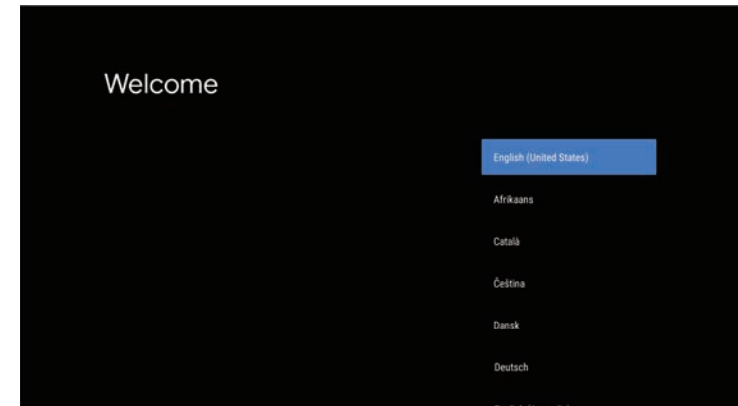 Welcome
English (United States)
Afrikaans
Català
Čeština
Dansk
Deutsch